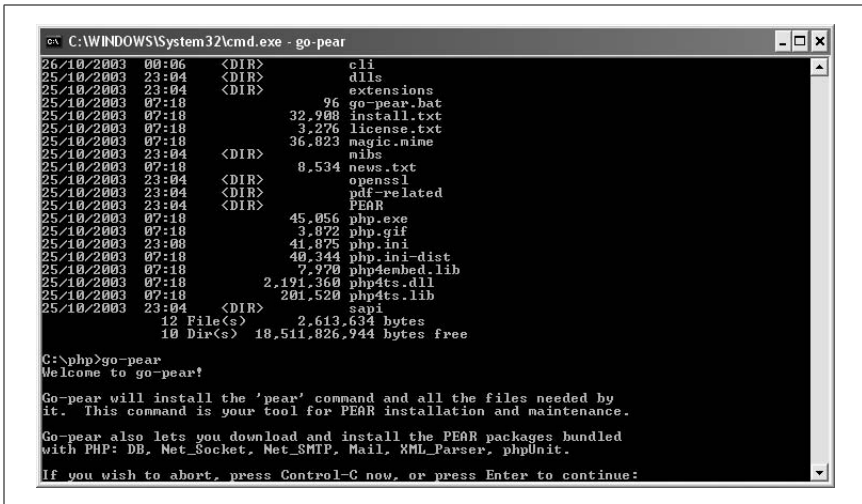 C:\WINDOWS\System32\cmd.exe - go-pear
26/10/2003  00:06    <DIR>          cli
25/10/2003  23:04    <DIR>          dlls
25/10/2003  23:04    <DIR>          extensions
25/10/2003  07:18                96 go-pear.bat
25/10/2003  07:18            32,908 install.txt
25/10/2003  07:18             3,276 license.txt
25/10/2003  07:18            36,823 magic.mime
25/10/2003  23:04    <DIR>          mibs
25/10/2003  07:18             8,534 news.txt
25/10/2003  23:04    <DIR>          openssl
25/10/2003  23:04    <DIR>          pdf-related
25/10/2003  23:04    <DIR>          PEAR
25/10/2003  07:18            45,056 php.exe
25/10/2003  07:18             3,872 php.gif
25/10/2003  23:08            41,875 php.ini
25/10/2003  07:18            40,344 php.ini-dist
25/10/2003  07:18             7,970 php4embed.lib
25/10/2003  07:18         2,191,360 php4ts.dll
25/10/2003  07:18           201,520 php4ts.lib
25/10/2003  23:04    <DIR>          sapi
12 File(s)      2,613,634 bytes
10 Dir(s)  18,511,826,944 bytes free
C:\php>go-pear
Welcome to go-pear!
Go-pear will install the 'pear' command and all the files needed by
it.  This command is your tool for PEAR installation and maintenance.
Go-pear also lets you download and install the PEAR packages bundled
with PHP: DB, Net_Socket, Net_SMTP, Mail, XML_Parser, phpUnit.
If you wish to abort, press Control-C now, or press Enter to continue: